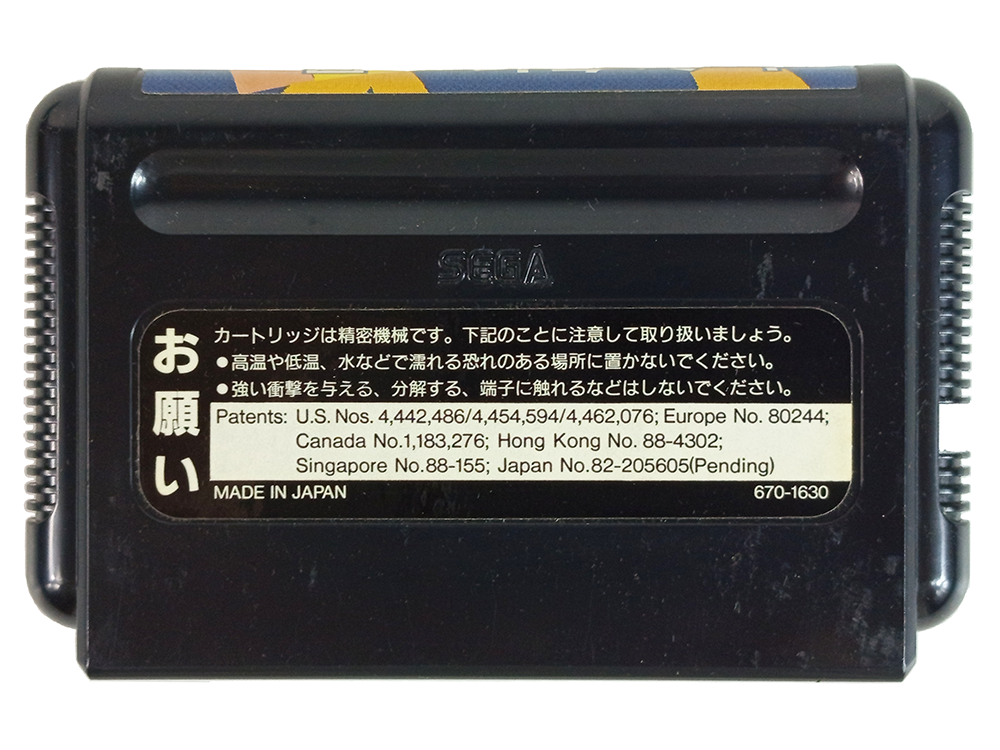 SEGA
お願い
カートリッジは精密機械です。下記のことに注意して取り扱いましょう。
●高温や低温、水などで濡れる恐れのある場所に置かないでください。
●強い衝撃を与える、分解する、端子に触れるなどはしないでください。
Patents: U.S. Nos. 4,442,486/4,454,594/4,462,076; Europe No. 80244;
Canada No.1,183,276; Hong Kong No. 88-4302;
Singapore No.88-155; Japan No.82-205605(Pending)
MADE IN JAPAN
670-1630